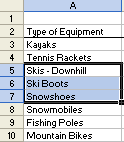 A
1
2 Type of Equipment
3 Kayaks
4 Tennis Rackets
5 Skis - Downhill
6 Ski Boots
7 Snowshoes
8 Snowmobiles
9 Fishing Poles
10 Mountain Bikes